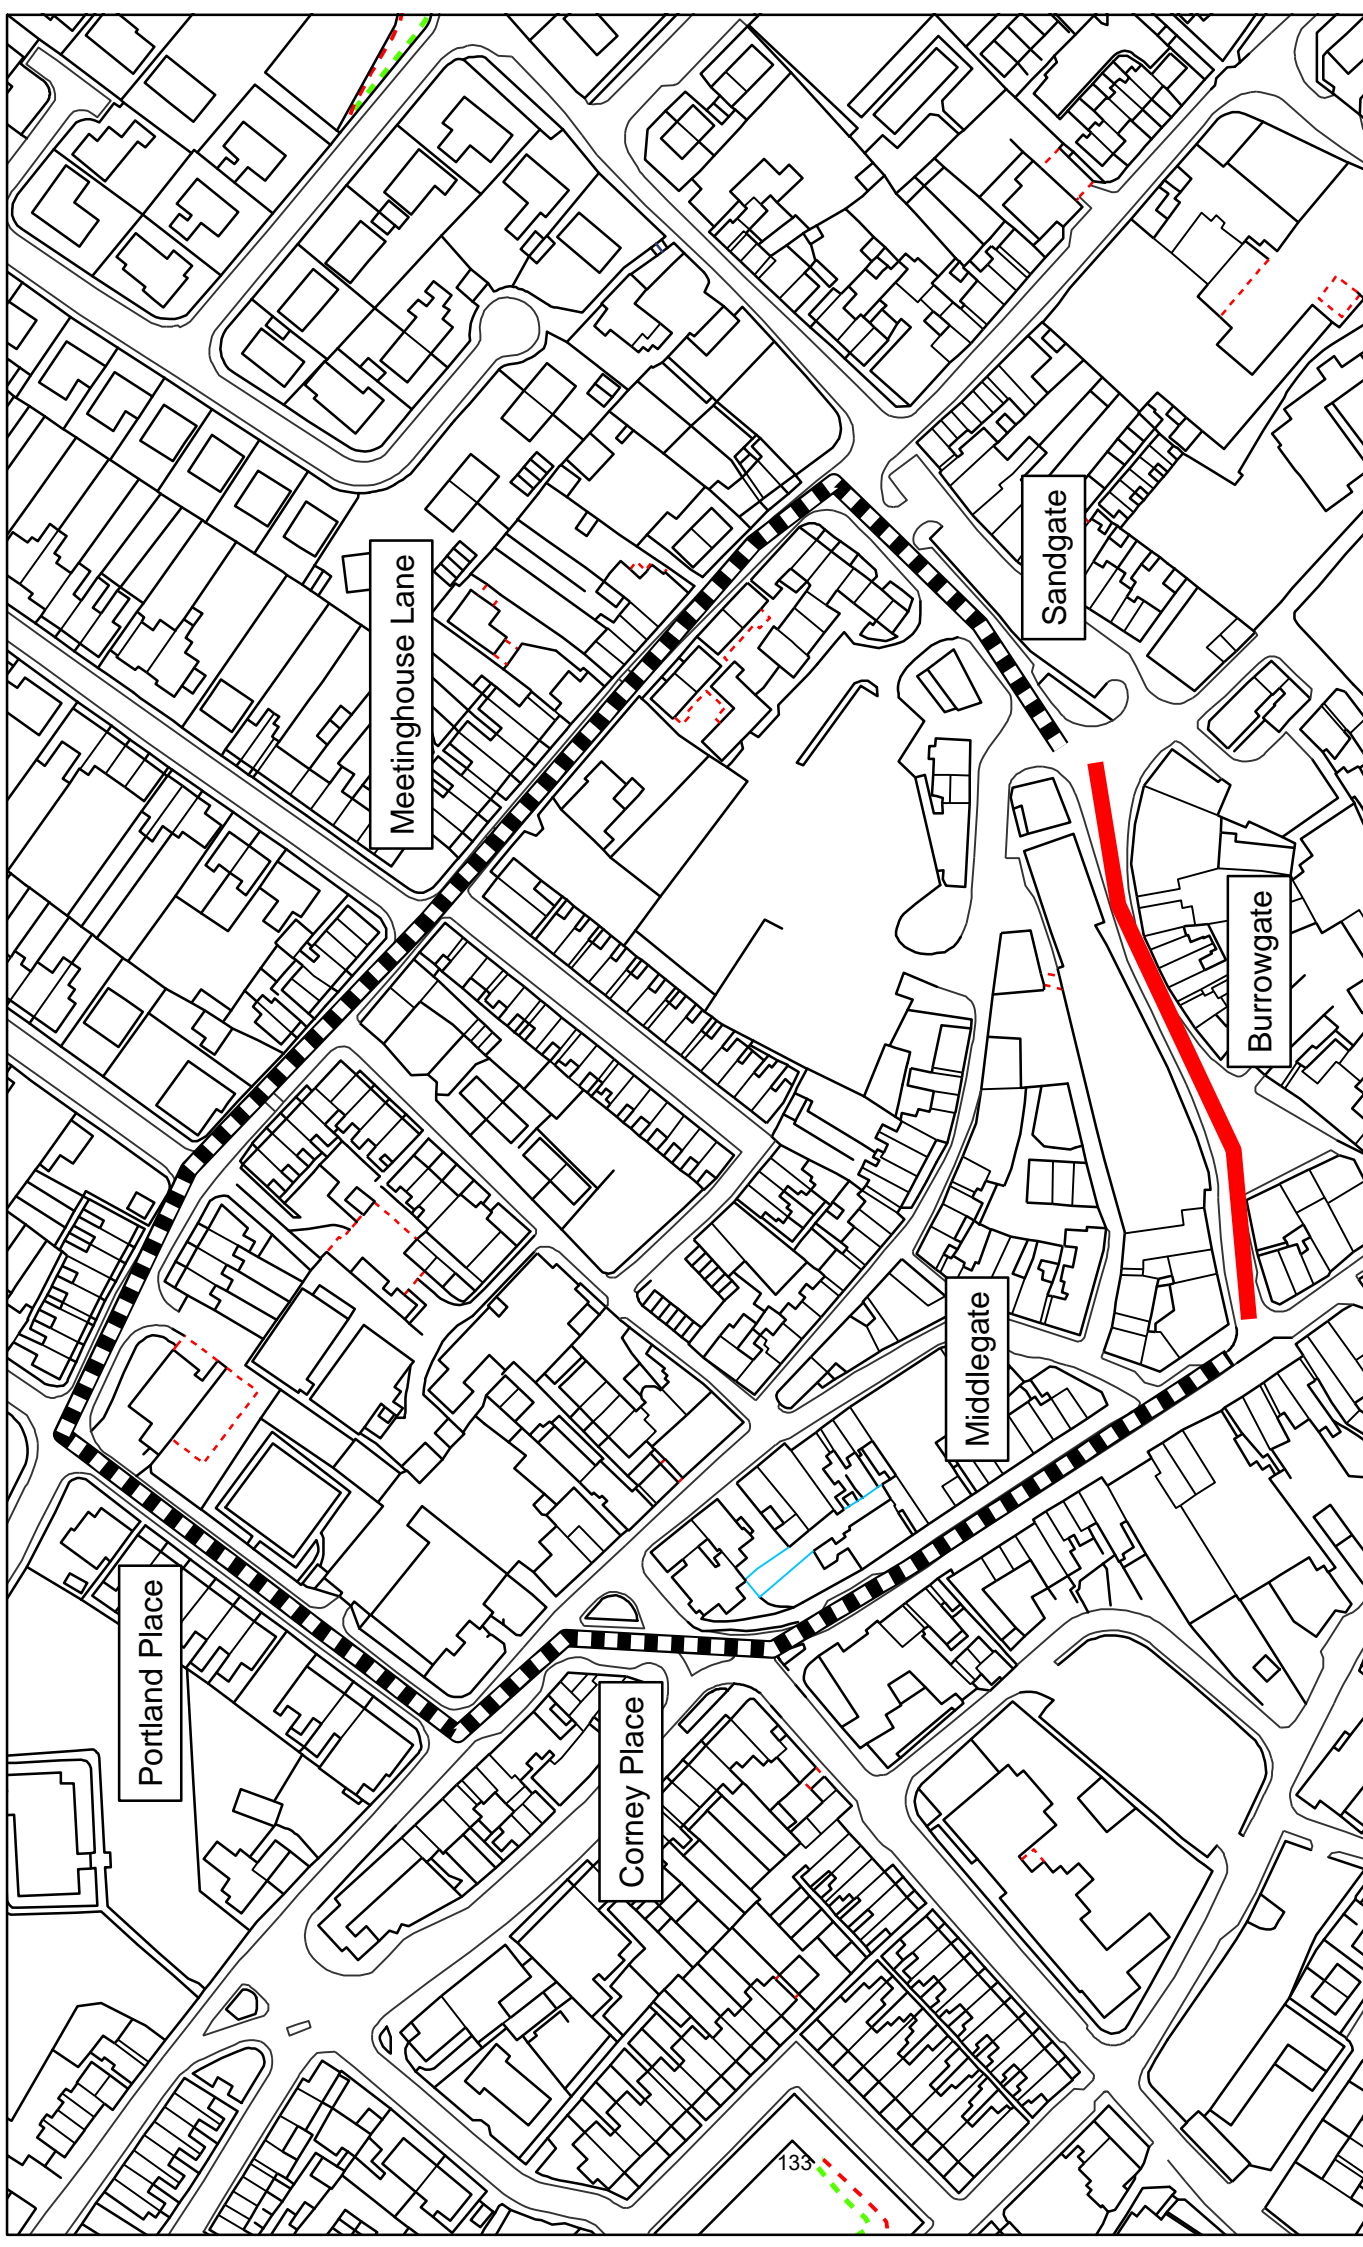 Portland Place
Meetinghouse Lane
Corney Place
133
Middlegate
Sandgate
Burrowgate